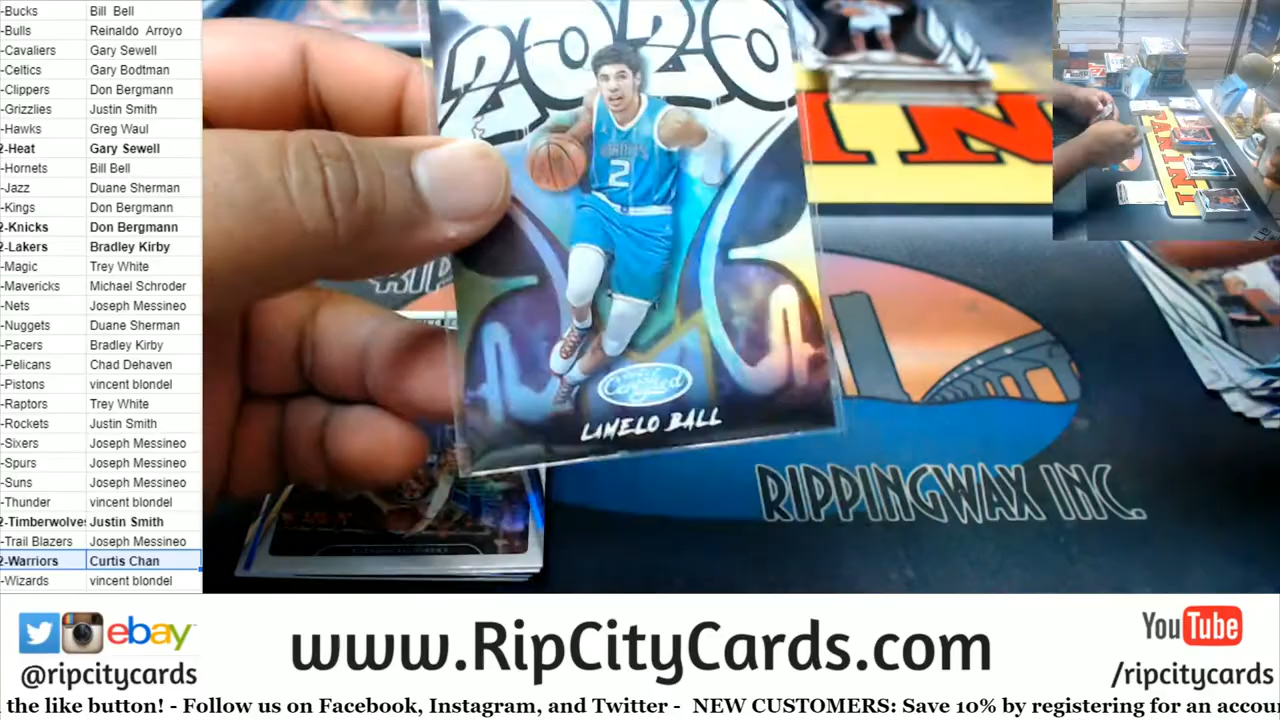 -Bucks Bill Bell
-Bulls Reinaldo Arroyo
-Cavaliers Gary Sewell
-Celtics Gary Bodtman
-Clippers Don Bergmann
-Grizzlies Justin Smith
-Hawks Greg Waul
2-Heat Gary Sewell
-Hornets Bill Bell
-Jazz Duane Sherman
-Kings Don Bergmann
2-Knicks Don Bergmann
2-Lakers Bradley Kirby
-Magic Trey White
-Mavericks Michael Schroder
-Nets Joseph Messineo
-Nuggets Duane Sherman
-Pacers Bradley Kirby
-Pelicans Chad Dehaven
-Pistons vincent blondel
-Raptors Trey White
-Rockets Justin Smith
-Sixers Joseph Messineo
-Spurs Joseph Messineo
-Suns Joseph Messineo
-Thunder vincent blondel
2-Timberwolves Justin Smith
-Trail Blazers Joseph Messineo
2-Warriors Curtis Chan
-Wizards vincent blondel
2020
2
Certified
LAMELO BALL
PANINI
RIPPINGWAX INC.
ebay
@ripcitycards
www.RipCityCards.com
YouTube
/ripcitycards
the like button! - Follow us on Facebook, Instagram, and Twitter - NEW CUSTOMERS: Save 10% by registering for an accou